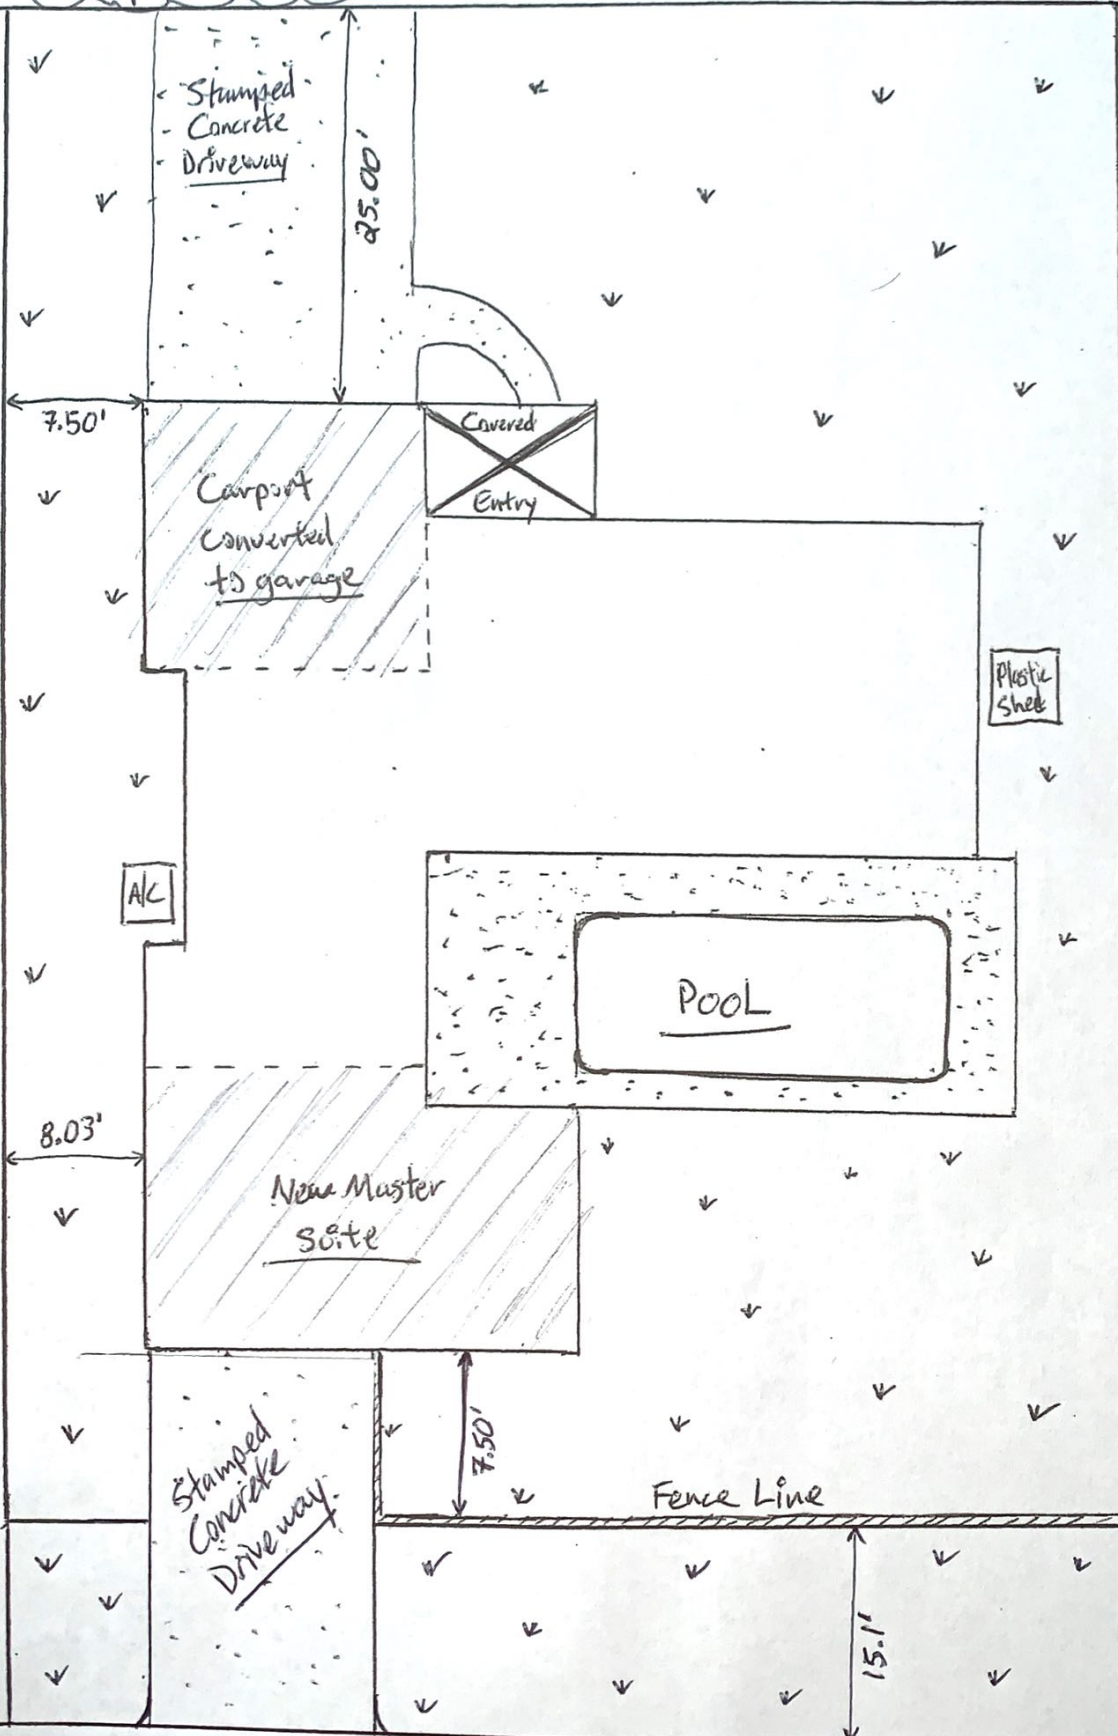 Stamped
Concrete
Driveway
25.00'
7.50'
Covered
Entry
Carport
converted
to garage
Plastic
Shed
A/C
POOL
8.03'
New Master
Suite
7.50'
Stamped
Concrete
Driveway
Fence Line
15.1'